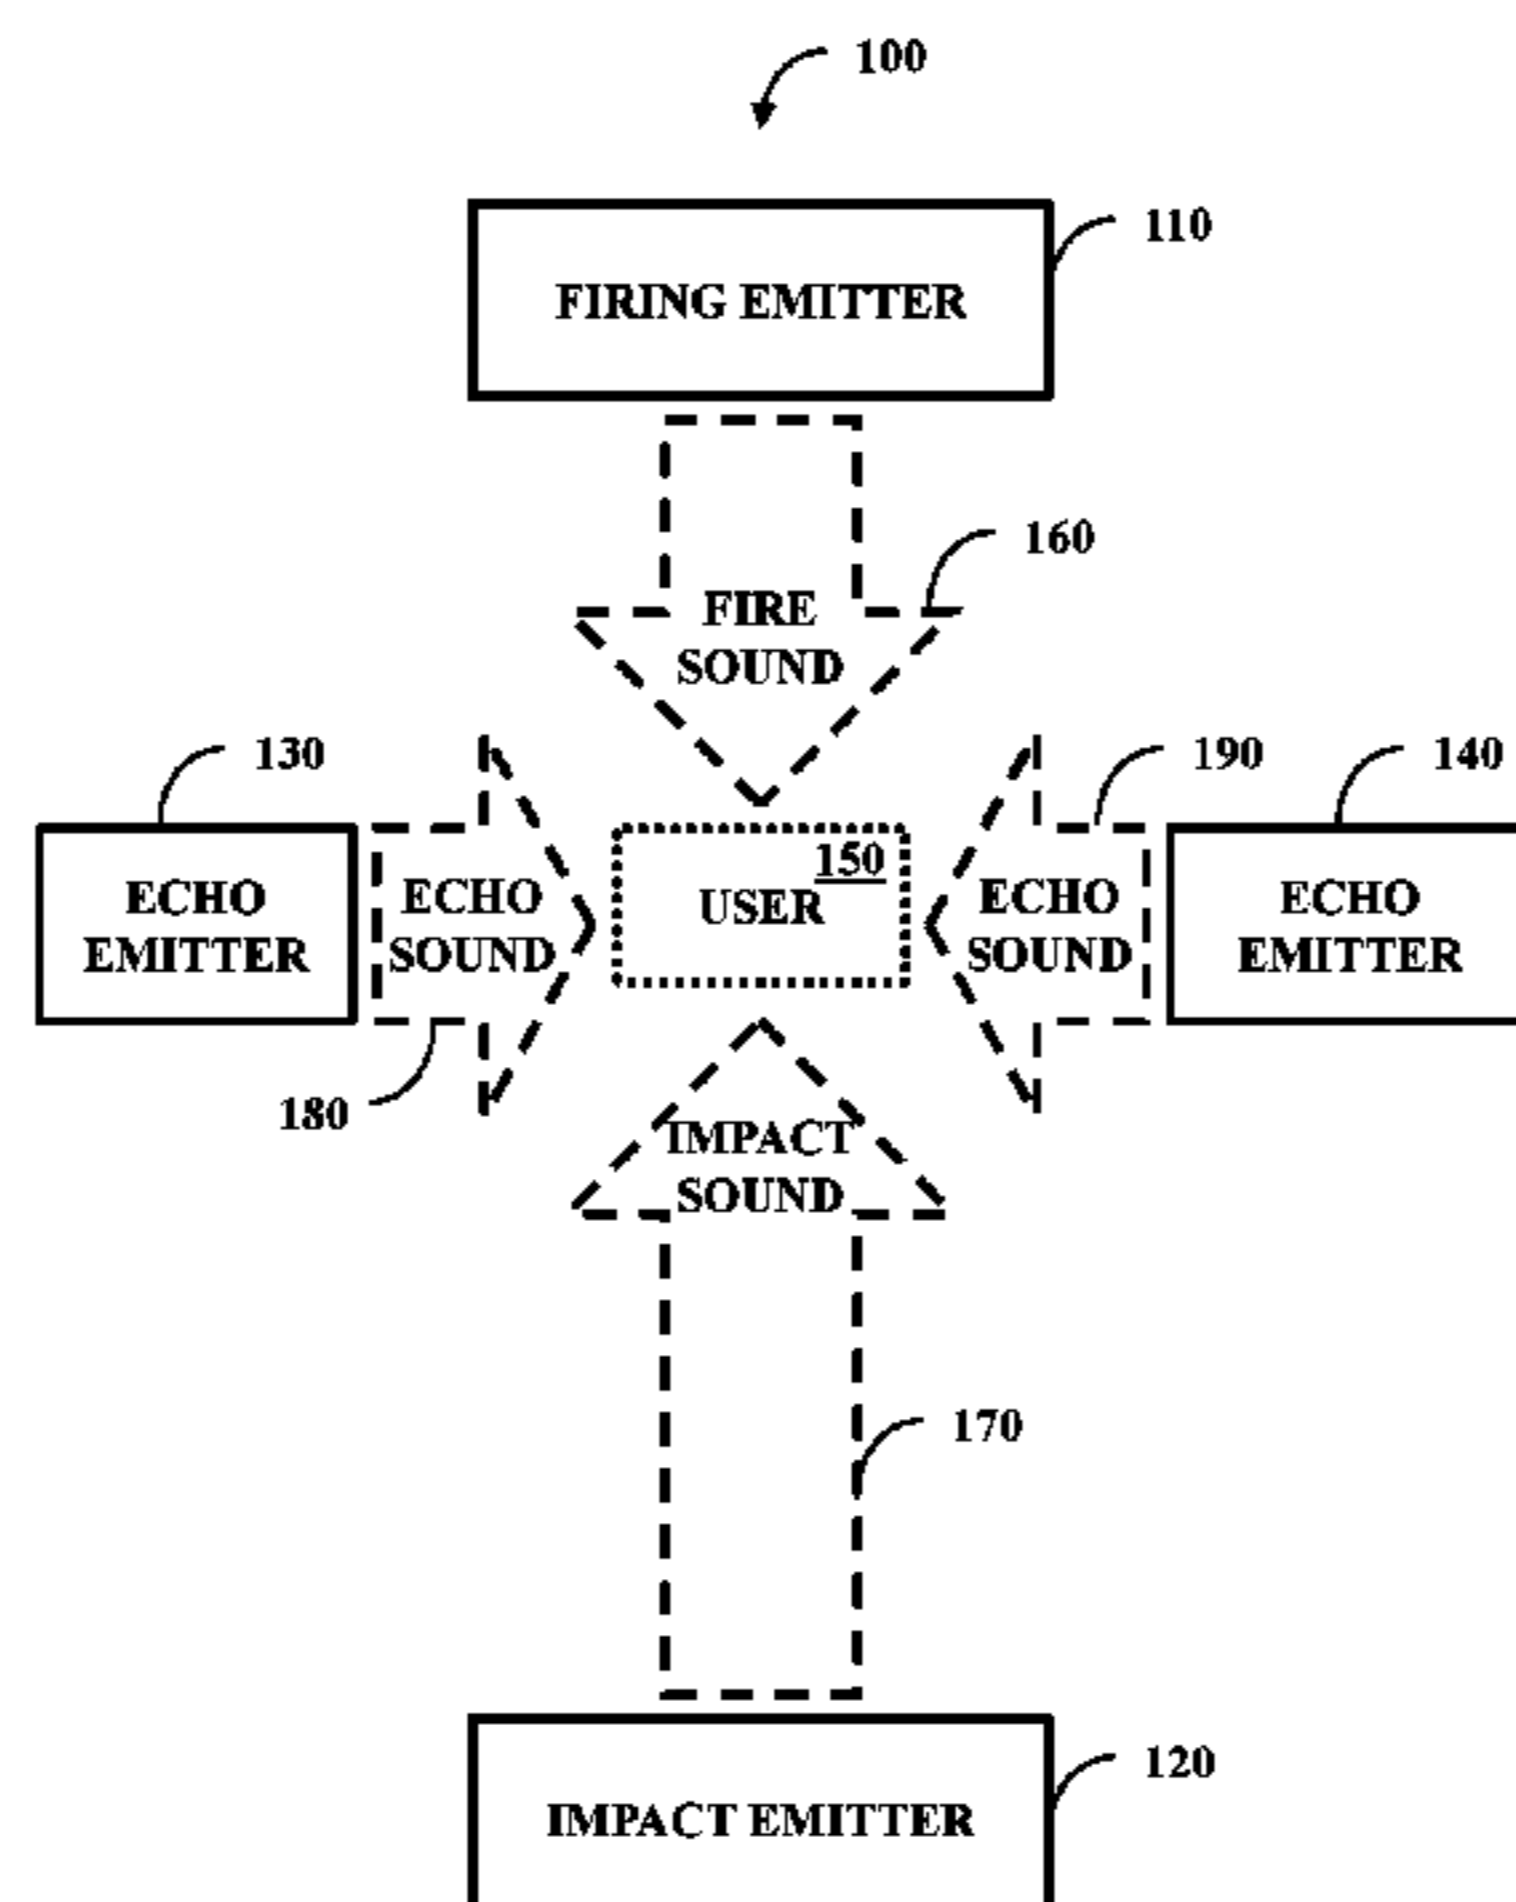 100
110
FIRING EMITTER
160
FIRE
SOUND
130
190
140
150
ECHO
EMITTER
ECHO
SOUND
USER
ECHO
SOUND
ECHO
EMITTER
180
IMPACT
SOUND
170
120
IMPACT EMITTER